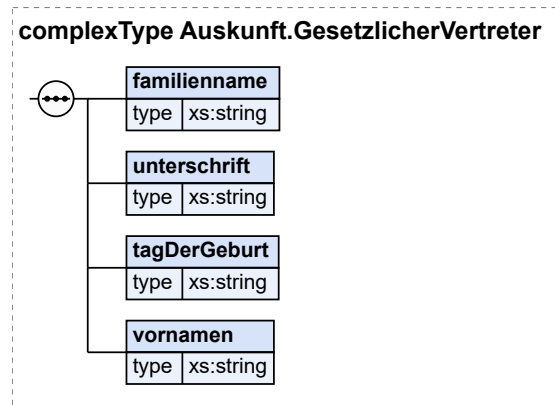 complexType Auskunft.GesetzlicherVertreter
familienname
type xs:string
unterschrift
type xs:string
tagDerGeburt
type xs:string
vornamen
type xs:string